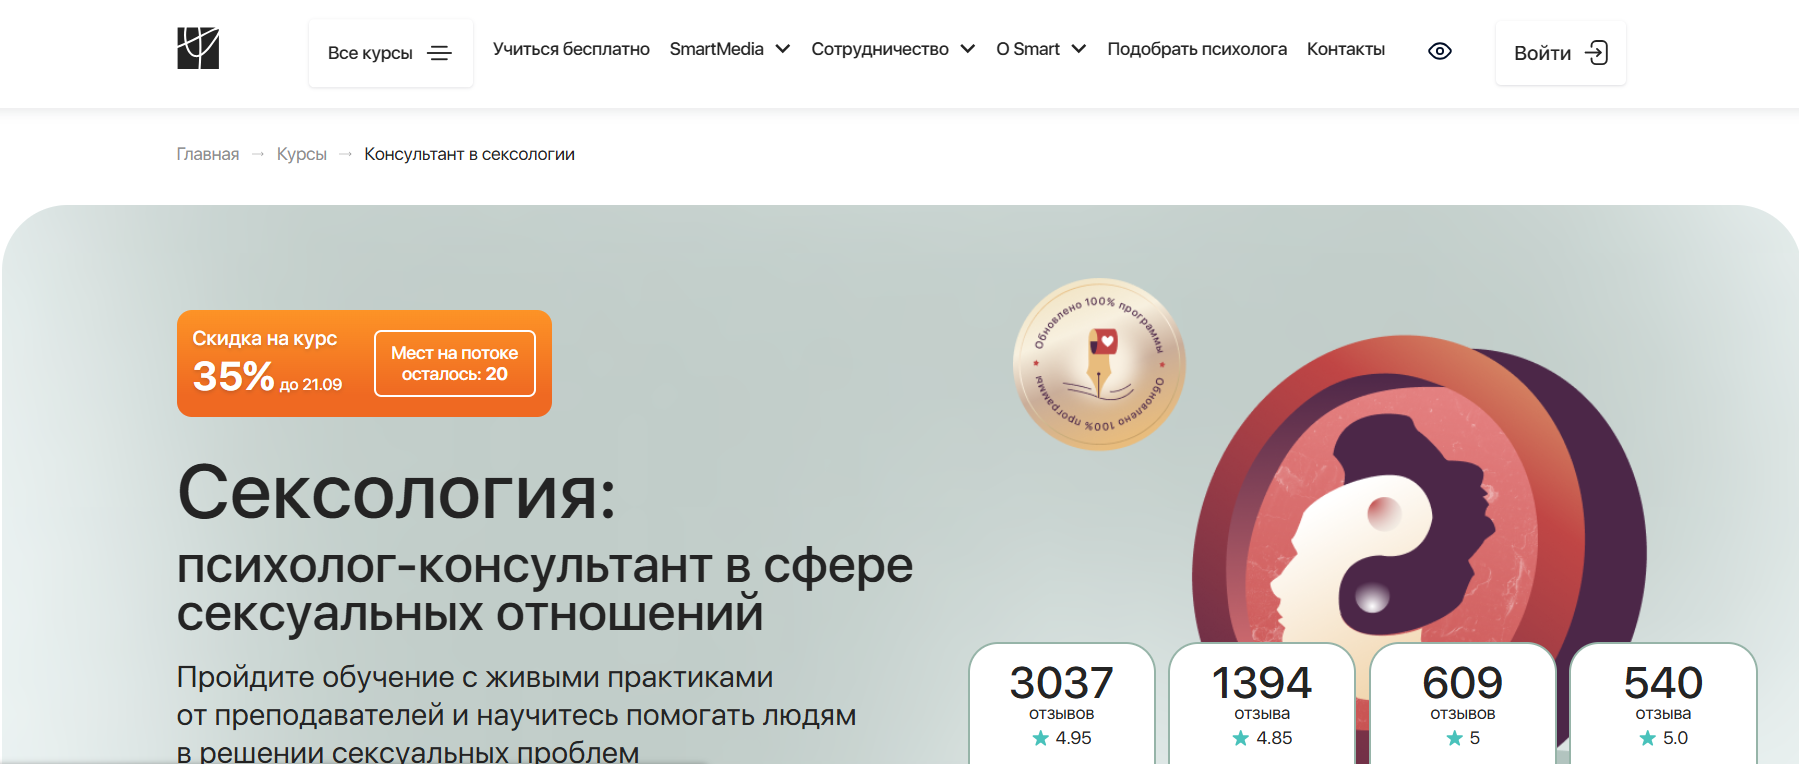 Все курсы
Учиться бесплатно
SmartMedia
Сотрудничество
О Smart
Подобрать психолога
Контакты
Войти
Главная → Курсы → Консультант в сексологии
Скидка на курс
35% до 21.09
Мест на потоке
осталось: 20
Обновлено 100% программы
Обновлено 100% программы
Сексология:
психолог-консультант в сфере
сексуальных отношений
Пройдите обучение с живыми практиками
от преподавателей и научитесь помогать людям
в решении сексуальных проблем
3037
отзывов
4.95
1394
отзыва
4.85
609
отзывов
5
540
отзыва
5.0